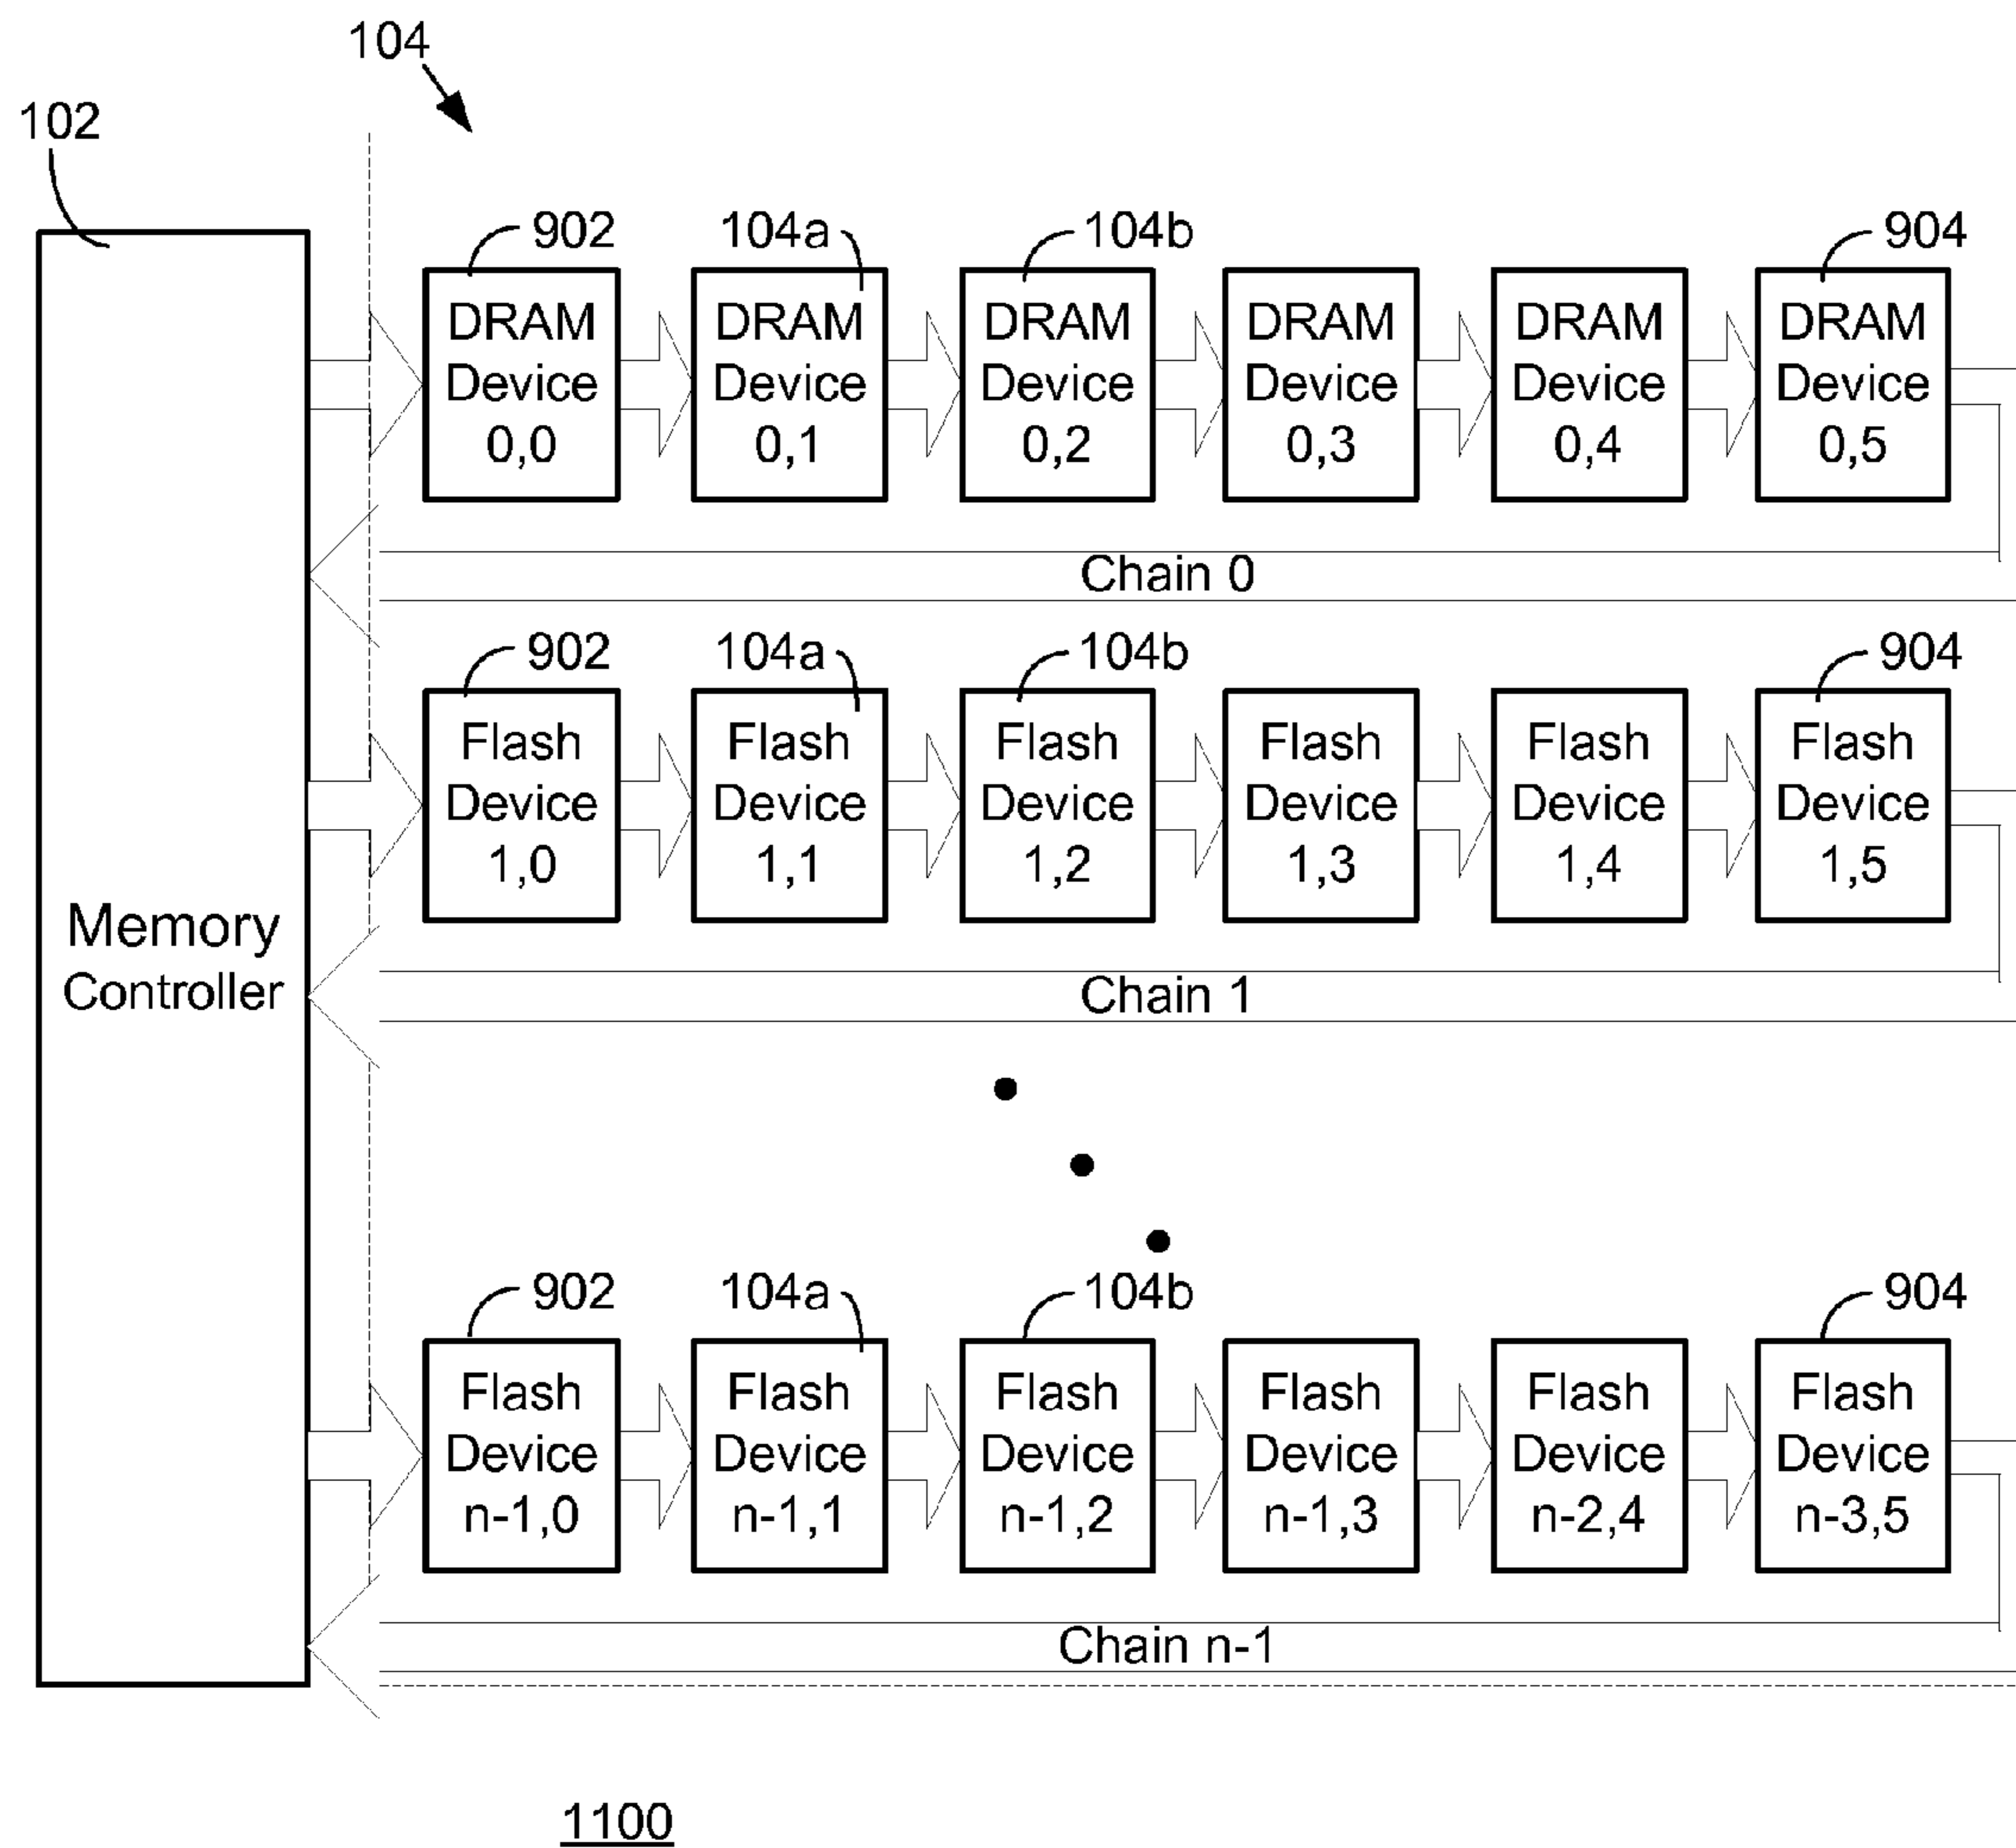 104
102
902
104a
104b
904
DRAM
Device
0,0
DRAM
Device
0,1
DRAM
Device
0,2
DRAM
Device
0,3
DRAM
Device
0,4
DRAM
Device
0,5
Chain 0
902
104a
104b
904
Flash
Device
1,0
Flash
Device
1,1
Flash
Device
1,2
Flash
Device
1,3
Flash
Device
1,4
Flash
Device
1,5
Memory
Controller
Chain 1
902
104a
104b
904
Flash
Device
n-1,0
Flash
Device
n-1,1
Flash
Device
n-1,2
Flash
Device
n-1,3
Flash
Device
n-2,4
Flash
Device
n-3,5
Chain n-1
1100